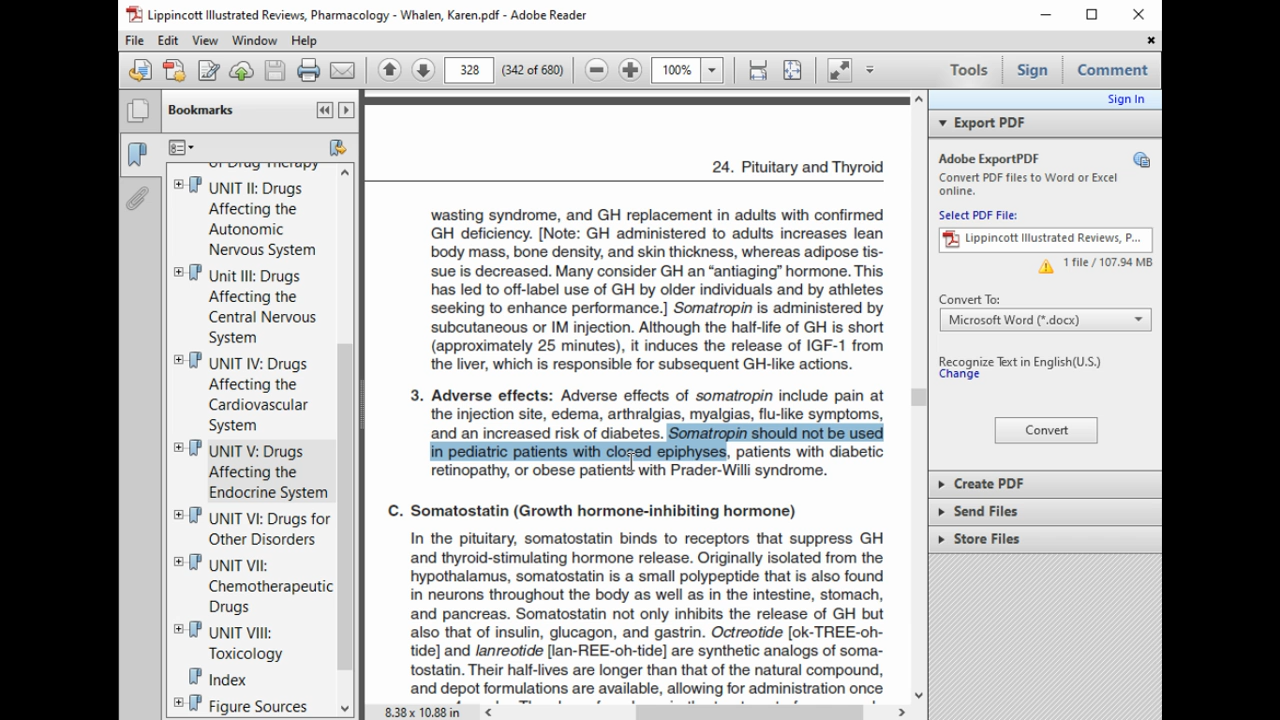 Lippincott Illustrated Reviews, Pharmacology - Whalen, Karen.pdf - Adobe Reader
File Edit View Window Help
328 (342 of 680) 100% Tools Sign Comment
Bookmarks
of Drug Therapy
UNIT II: Drugs
Affecting the
Autonomic
Nervous System
Unit III: Drugs
Affecting the
Central Nervous
System
UNIT IV: Drugs
Affecting the
Cardiovascular
System
UNIT V: Drugs
Affecting the
Endocrine System
UNIT VI: Drugs for
Other Disorders
UNIT VII:
Chemotherapeutic
Drugs
UNIT VIII:
Toxicology
Index
Figure Sources
24. Pituitary and Thyroid
wasting syndrome, and GH replacement in adults with confirmed
GH deficiency. [Note: GH administered to adults increases lean
body mass, bone density, and skin thickness, whereas adipose tis-
sue is decreased. Many consider GH an “antiaging” hormone. This
has led to off-label use of GH by older individuals and by athletes
seeking to enhance performance.] Somatropin is administered by
subcutaneous or IM injection. Although the half-life of GH is short
(approximately 25 minutes), it induces the release of IGF-1 from
the liver, which is responsible for subsequent GH-like actions.
3. Adverse effects: Adverse effects of somatropin include pain at
the injection site, edema, arthralgias, myalgias, flu-like symptoms,
and an increased risk of diabetes. Somatropin should not be used
in pediatric patients with closed epiphyses, patients with diabetic
retinopathy, or obese patients with Prader-Willi syndrome.
C. Somatostatin (Growth hormone-inhibiting hormone)
In the pituitary, somatostatin binds to receptors that suppress GH
and thyroid-stimulating hormone release. Originally isolated from the
hypothalamus, somatostatin is a small polypeptide that is also found
in neurons throughout the body as well as in the intestine, stomach,
and pancreas. Somatostatin not only inhibits the release of GH but
also that of insulin, glucagon, and gastrin. Octreotide [ok-TREE-oh-
tide] and lanreotide [lan-REE-oh-tide] are synthetic analogs of soma-
tostatin. Their half-lives are longer than that of the natural compound,
and depot formulations are available, allowing for administration once
8.38 x 10.88 in
Sign In
Export PDF
Adobe ExportPDF
Convert PDF files to Word or Excel
online.
Select PDF File:
Lippincott Illustrated Reviews, P...
1 file / 107.94 MB
Convert To:
Microsoft Word (*.docx)
Recognize Text in English(U.S.)
Change
Convert
Create PDF
Send Files
Store Files